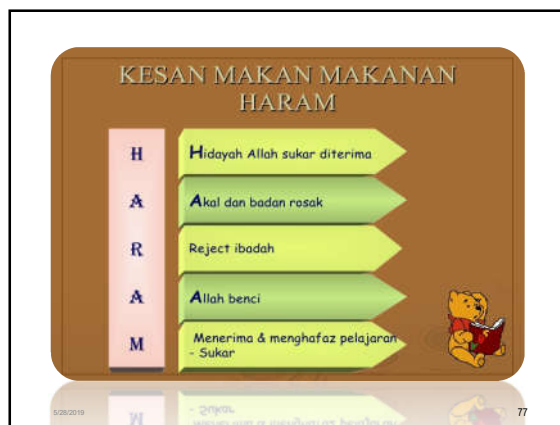 KESAN MAKAN MAKANAN
HARAM
H Hidayah Allah sukar diterima
A Akal dan badan rosak
R Reject ibadah
A Allah benci
M Menerima & menghafaz pelajaran
- Sukar
5/28/2019
77